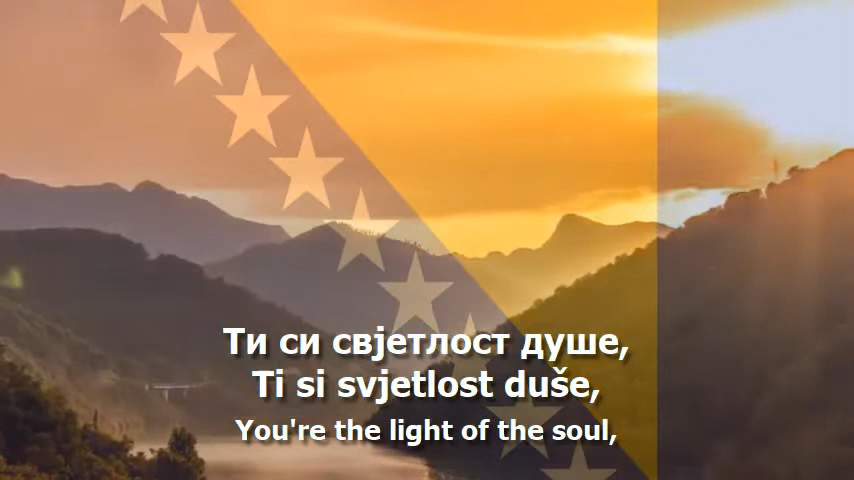 Ти си свјетлост душе,
Ti si svjetlost duše,
You're the light of the soul,